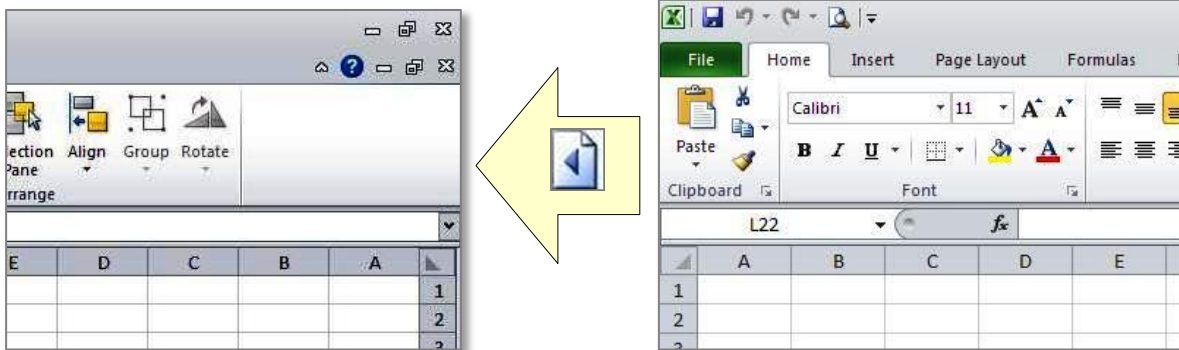 ection Align Group Rotate
Pane
rrange
E D C B A
1
2
3
File Home Insert Page Layout Formulas
Calibri 11 A A
Paste B I U A
Clipboard Font
L22 fx
A B C D E
1
2